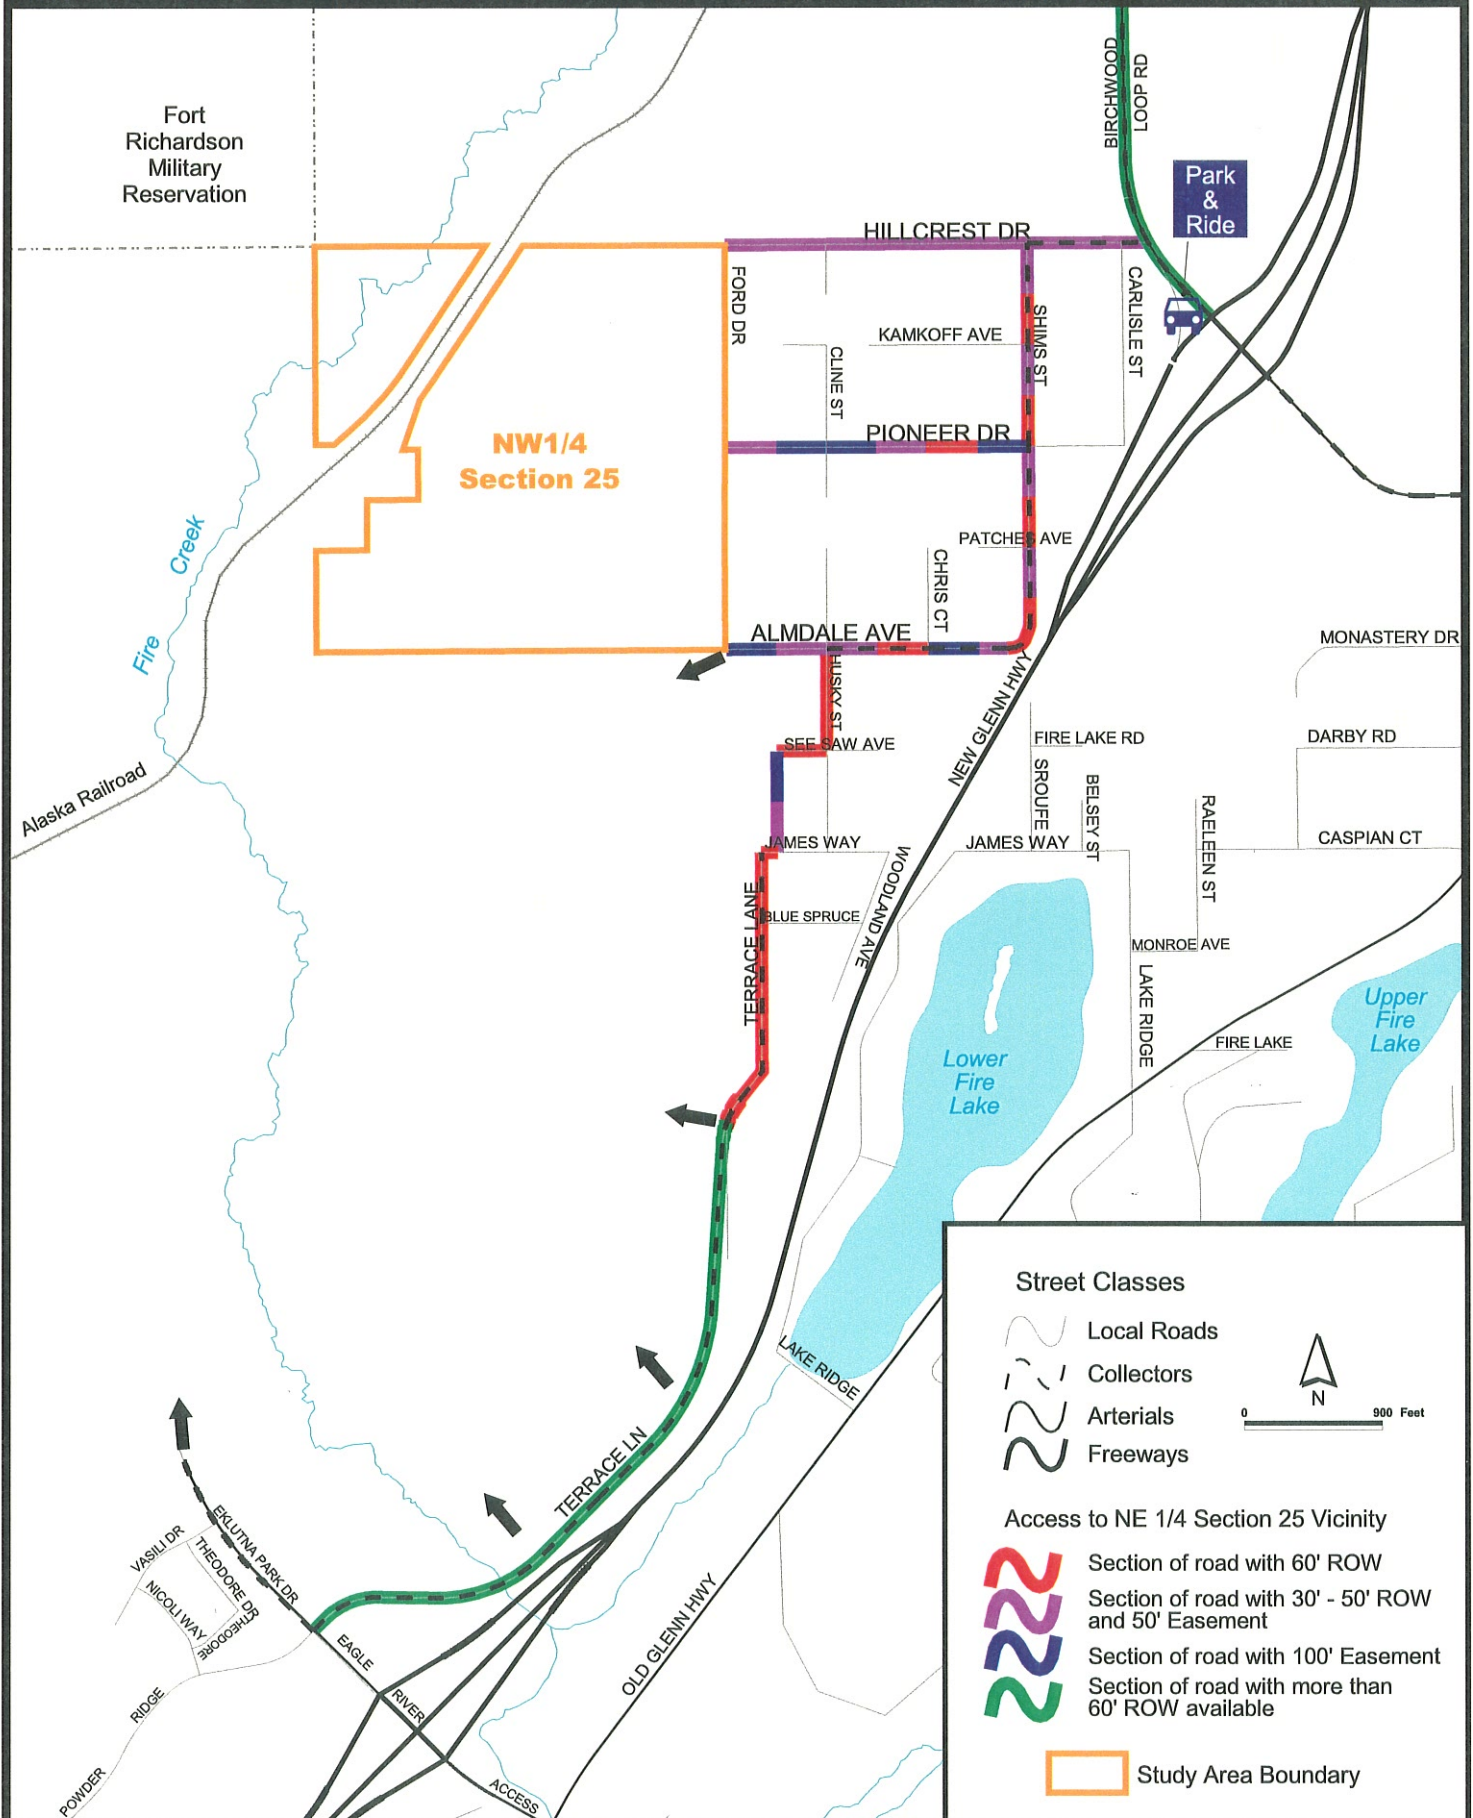 Fort
Richardson
Military
Reservation
BIRCHWOOD
LOOP RD
Park
&
Ride
HILLCREST DR
FORD DR
SHIMS ST
CARLISLE ST
KAMKOFF AVE
CLINE ST
PIONEER DR
NW1/4
Section 25
Fire Creek
PATCHES AVE
CHRIS CT
ALMDALE AVE
MONASTERY DR
HUSKY ST
NEW GLENN HWY
SEE SAW AVE
FIRE LAKE RD
DARBY RD
Alaska Railroad
SROUFE
BELSEY ST
RAELEEN ST
JAMES WAY
JAMES WAY
CASPIAN CT
WOODLAND AVE
TERRACE LANE
BLUE SPRUCE
MONROE AVE
LAKE RIDGE
Upper
Fire
Lake
FIRE LAKE
Lower
Fire
Lake
LAKE RIDGE
TERRACE LN
EKLUTNA PARK DR
VASILI DR
THEODORE DR
NICOLI WAY
THEODORE
EAGLE
RIVER
ACCESS
OLD GLENN HWY
POWDER
RIDGE
Street Classes
Local Roads
Collectors
Arterials
Freeways
N
0 900 Feet
Access to NE 1/4 Section 25 Vicinity
Section of road with 60' ROW
Section of road with 30' - 50' ROW
and 50' Easement
Section of road with 100' Easement
Section of road with more than
60' ROW available
Study Area Boundary